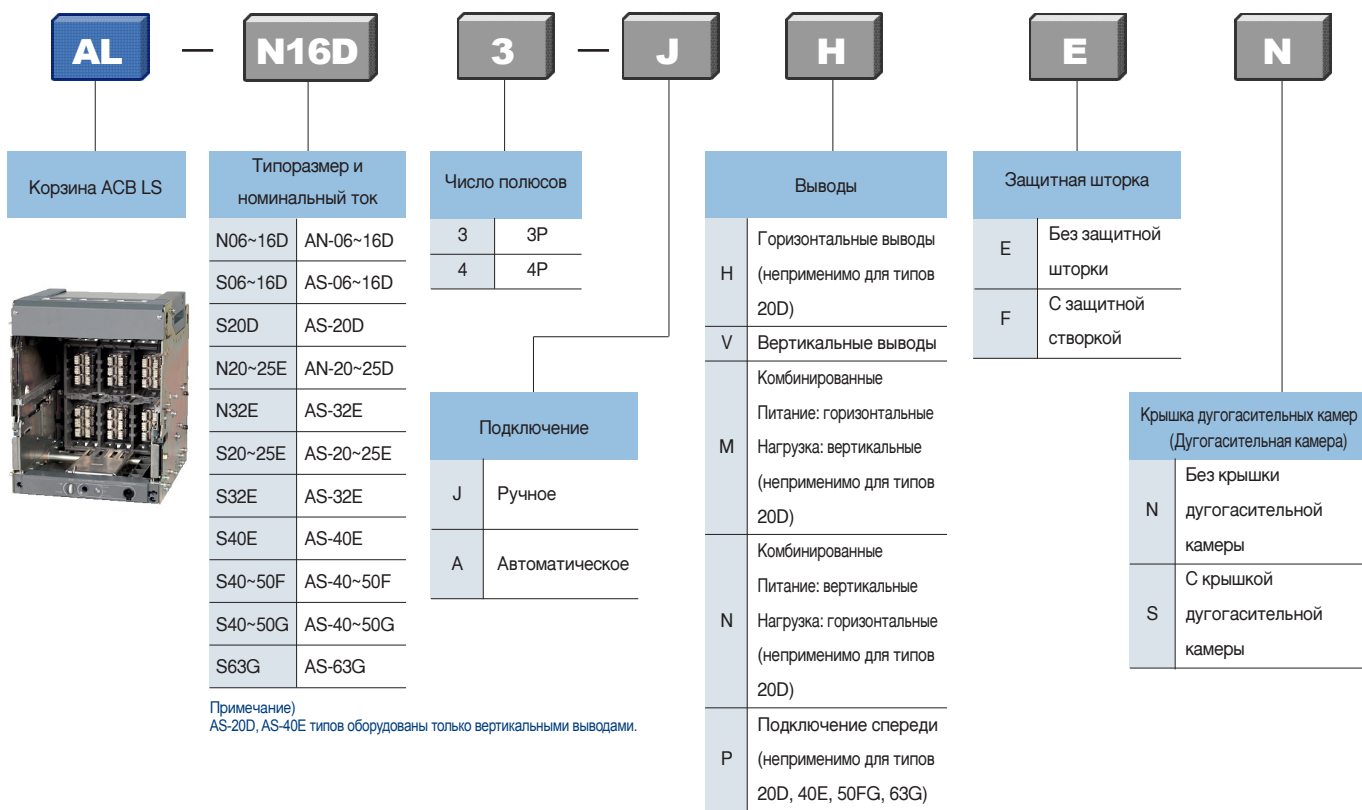 AL — N16D 3 — J H E N
Корзина ACB LS
Типоразмер и
номинальный ток
N06~16D AN-06~16D
S06~16D AS-06~16D
S20D AS-20D
N20~25E AN-20~25D
N32E AS-32E
S20~25E AS-20~25E
S32E AS-32E
S40E AS-40E
S40~50F AS-40~50F
S40~50G AS-40~50G
S63G AS-63G
Примечание)
AS-20D, AS-40E типов оборудованы только вертикальными выводами.
Число полюсов
3 3P
4 4P
Подключение
J Ручное
A Автоматическое
Выводы
H Горизонтальные выводы
(неприменимо для типов
20D)
V Вертикальные выводы
M Комбинированные
Питание: горизонтальные
Нагрузка: вертикальные
(неприменимо для типов
20D)
N Комбинированные
Питание: вертикальные
Нагрузка: горизонтальные
(неприменимо для типов
20D)
P Подключение спереди
(неприменимо для типов
20D, 40E, 50FG, 63G)
Защитная шторка
E Без защитной
шторки
F С защитной
створкой
Крышка дугогасительных камер
(Дугогасительная камера)
N Без крышки
дугогасительной
камеры
S С крышкой
дугогасительной
камеры